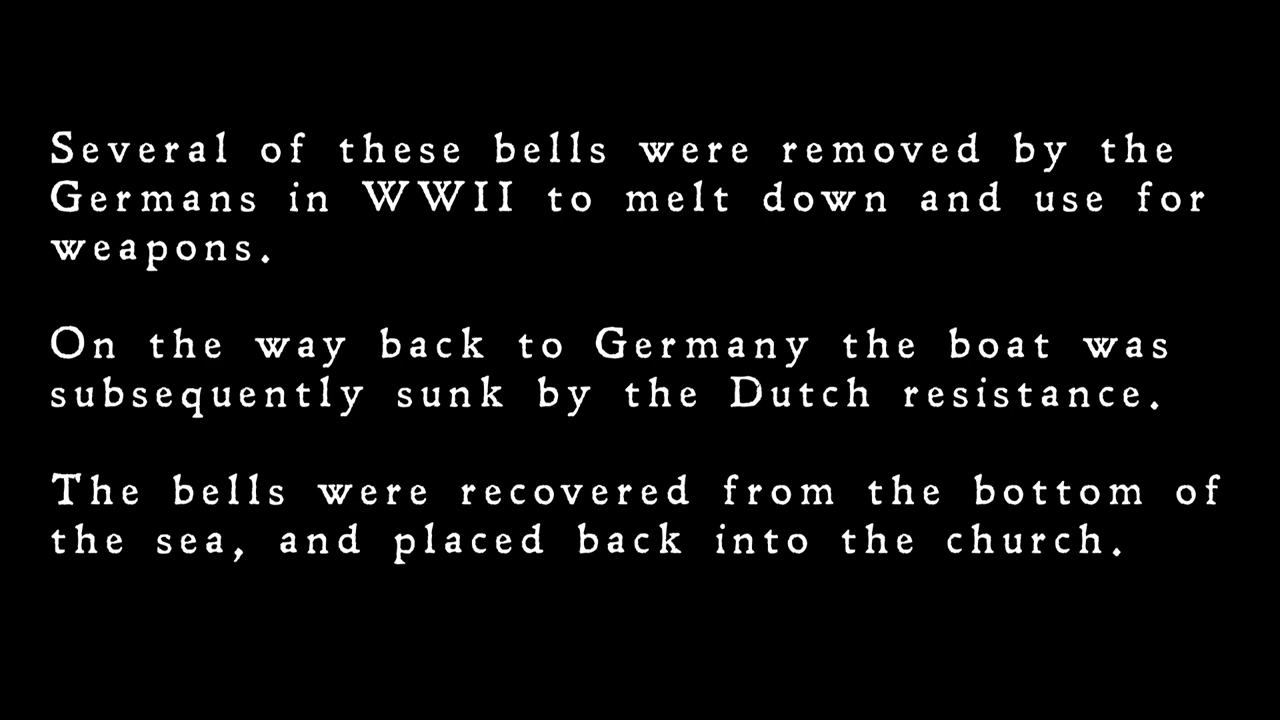 Several of these bells were removed by the
Germans in WWII to melt down and use for
weapons.
On the way back to Germany the boat was
subsequently sunk by the Dutch resistance.
The bells were recovered from the bottom of
the sea, and placed back into the church.